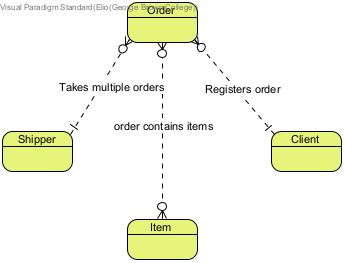 Visual Paradigm Standard(Elio(George Brown College))
Order
Takes multiple orders
Registers order
order contains items
Shipper
Client
Item